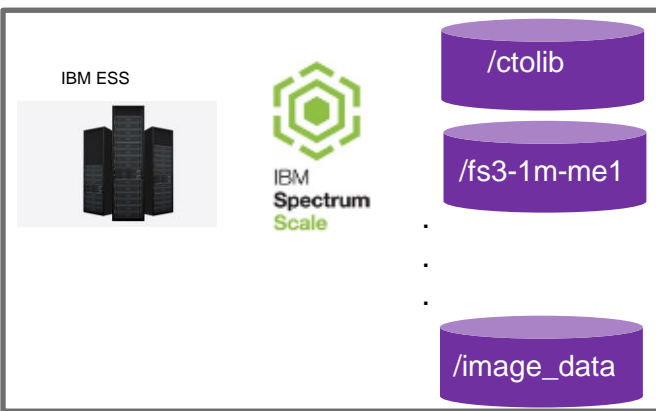 IBM ESS
IBM
Spectrum
Scale
/ctolib
/fs3-1m-me1
.
.
.
/image_data